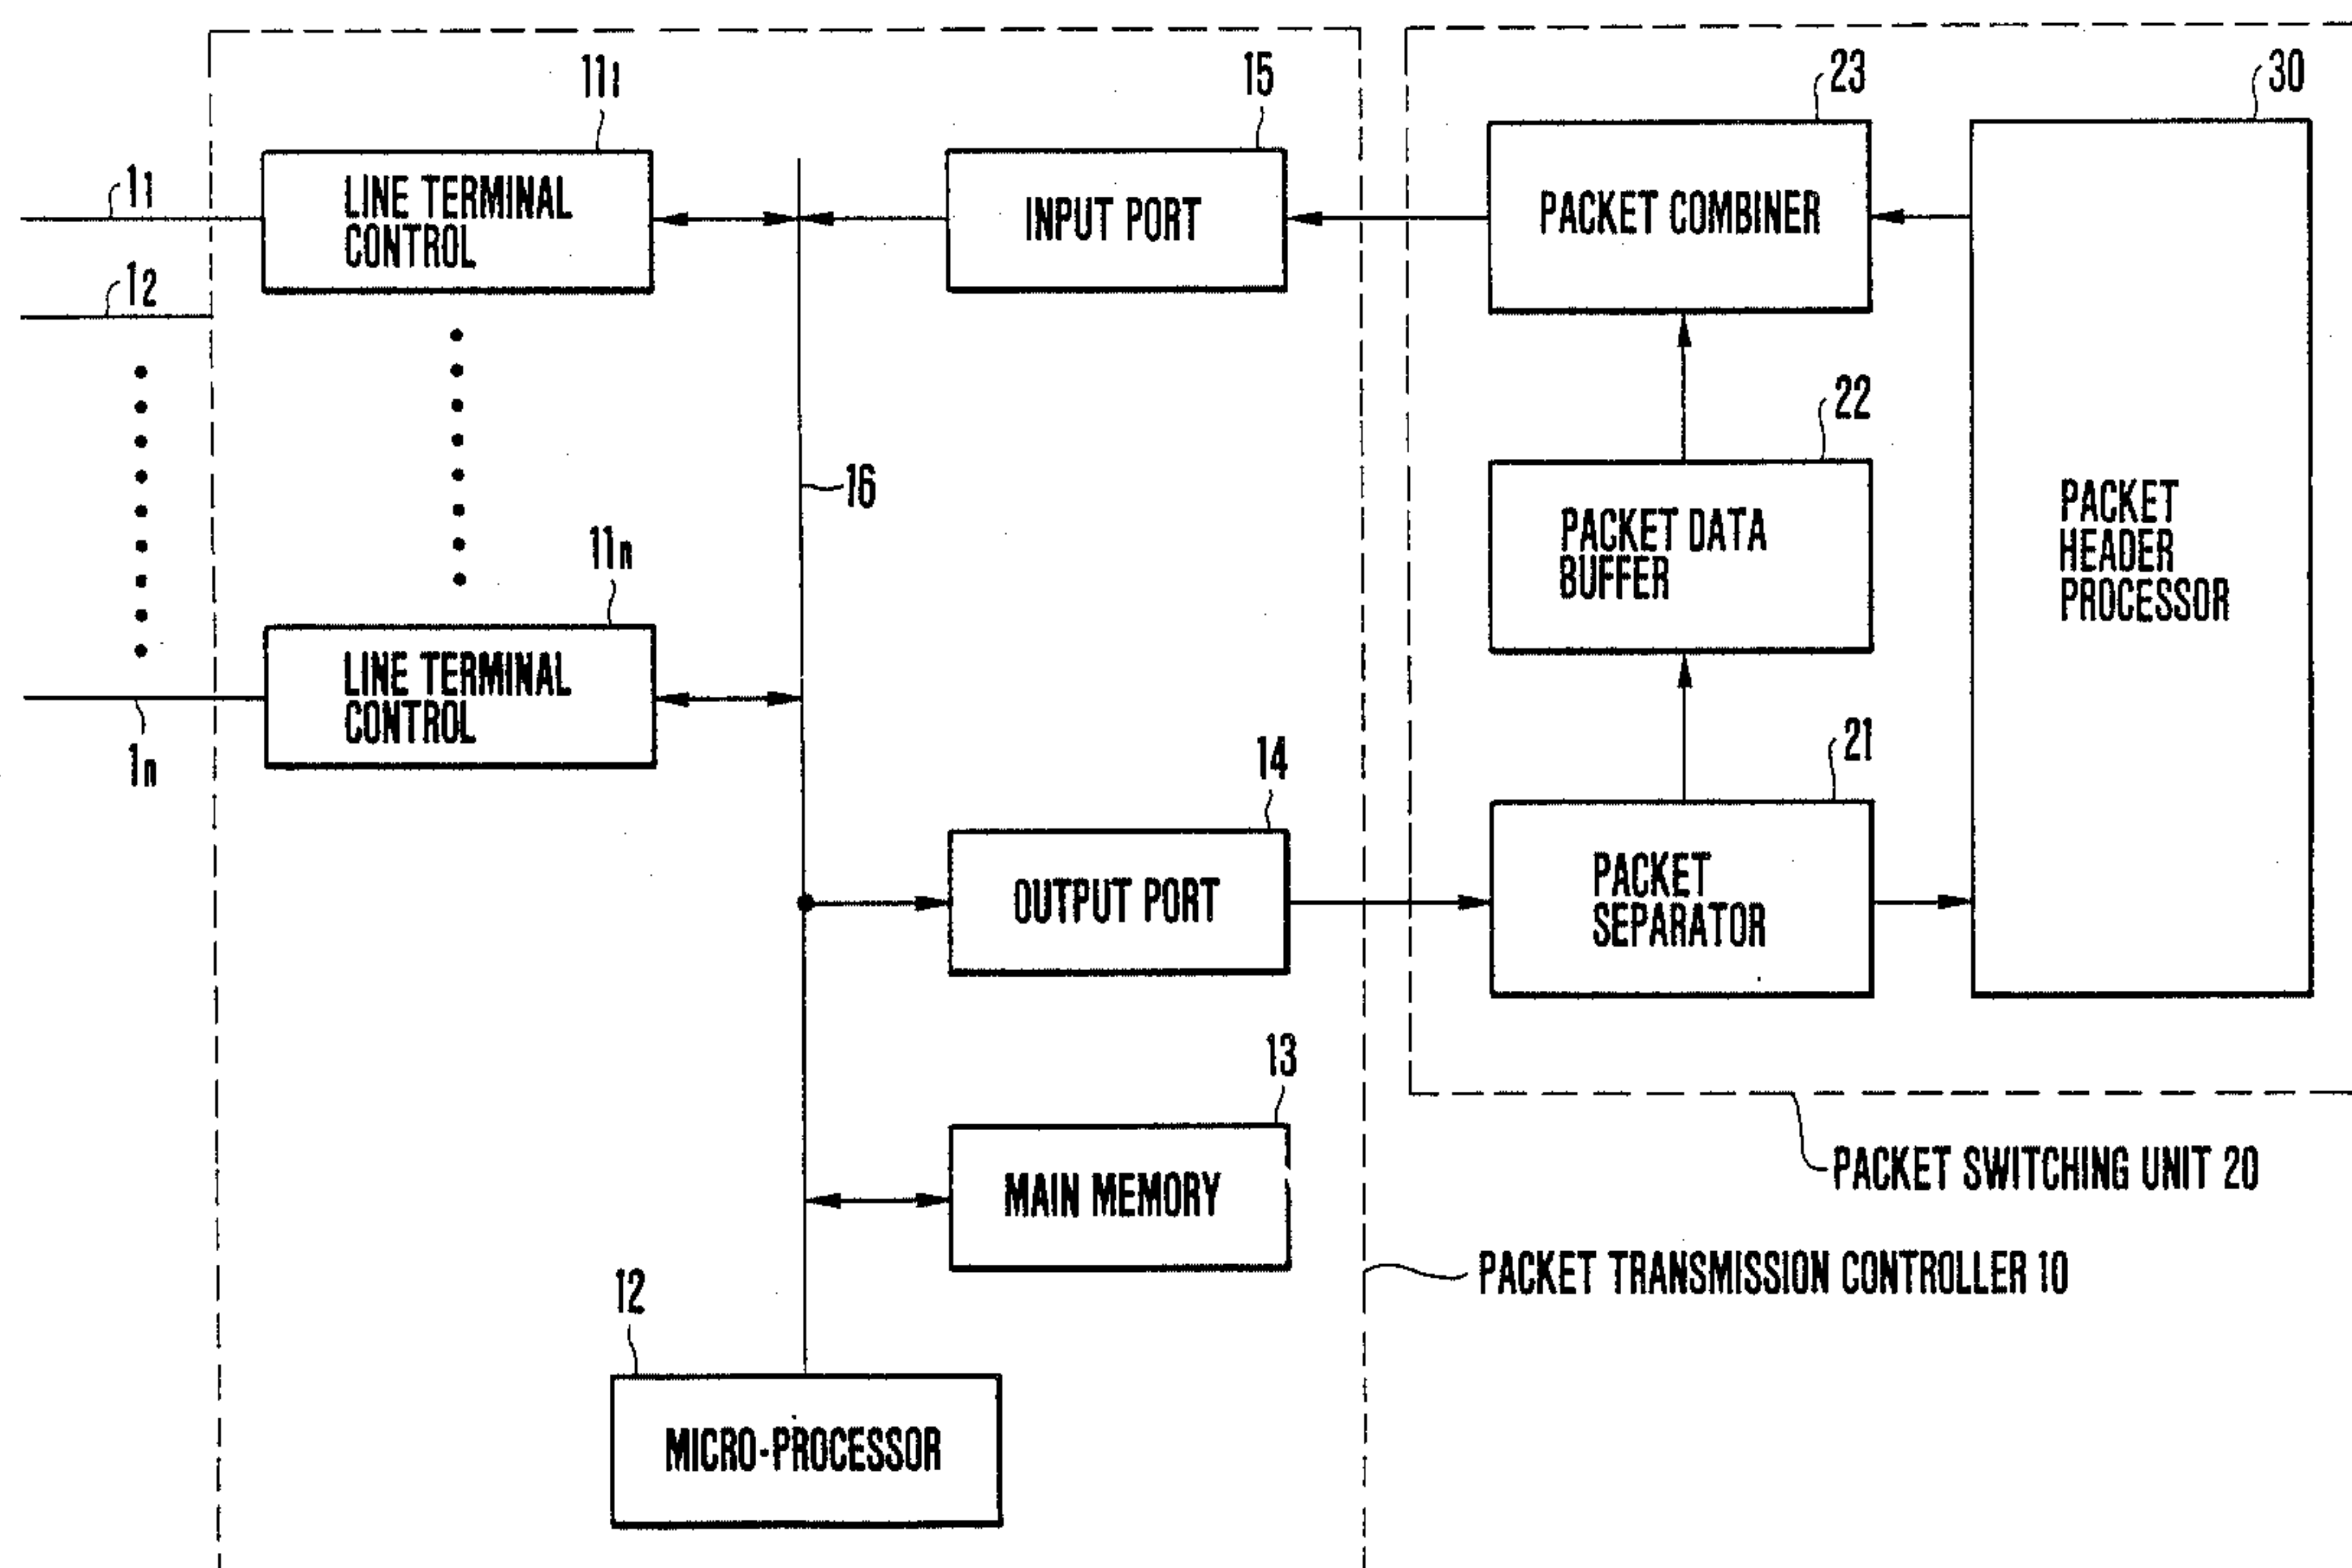 11₁
15
23
30
1₁
LINE TERMINAL
CONTROL
INPUT PORT
PACKET COMBINER
1₂
22
16
PACKET DATA
BUFFER
PACKET
HEADER
PROCESSOR
11n
LINE TERMINAL
CONTROL
1n
14
21
OUTPUT PORT
PACKET
SEPARATOR
13
MAIN MEMORY
PACKET SWITCHING UNIT 20
PACKET TRANSMISSION CONTROLLER 10
12
MICRO-PROCESSOR